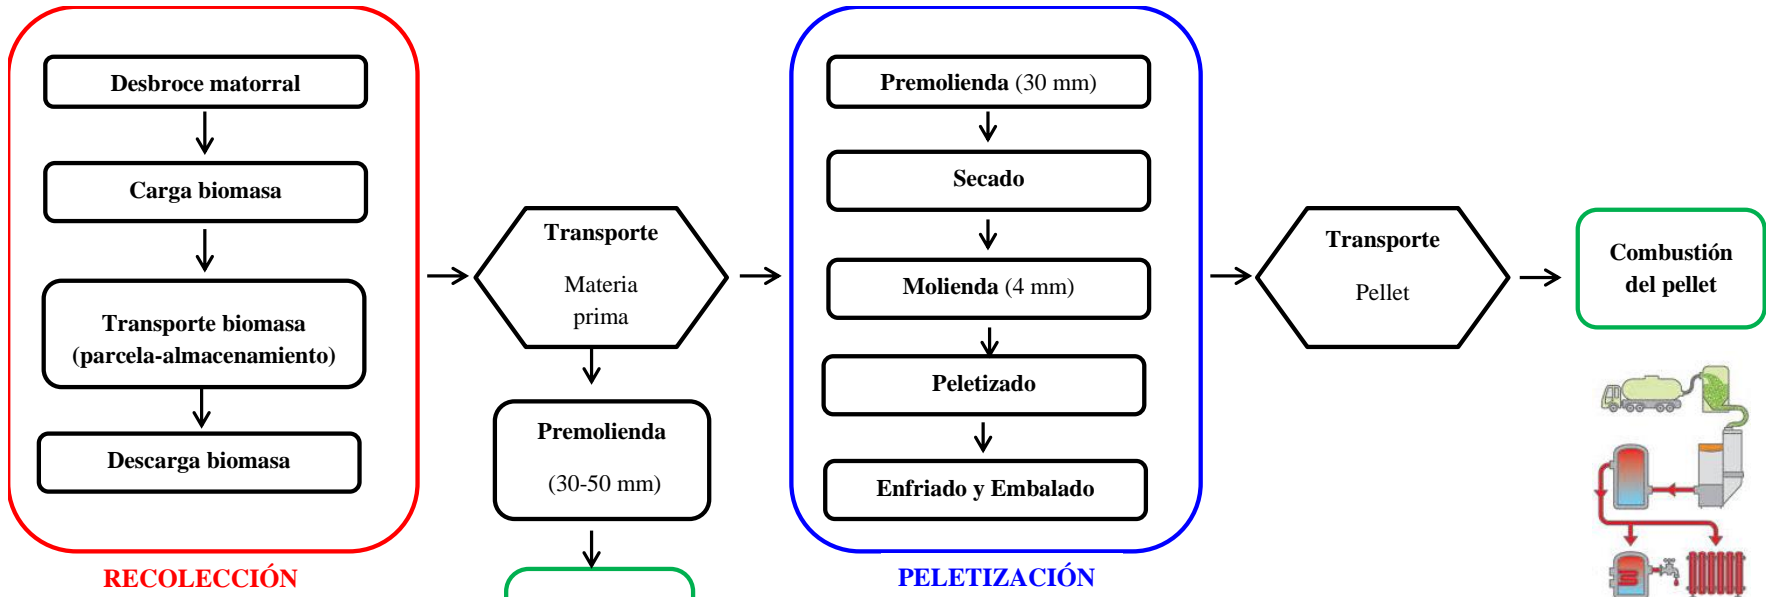 Desbroce matorral
Carga biomasa
Transporte biomasa
(parcela-almacenamiento)
Descarga biomasa
RECOLECCIÓN
Transporte
Materia
prima
Premolienda
(30-50 mm)
Premolienda (30 mm)
Secado
Molienda (4 mm)
Peletizado
Enfriado y Embalado
PELETIZACIÓN
Transporte
Pellet
Combustión
del pellet